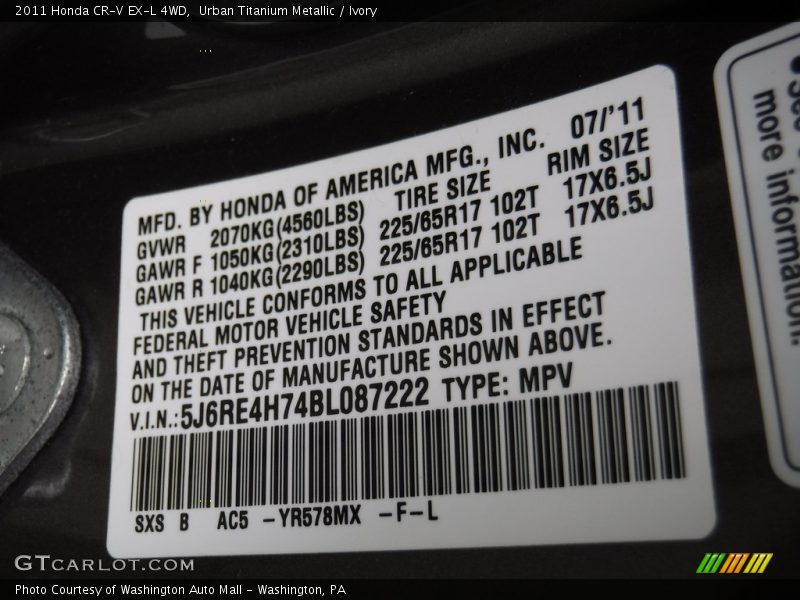 2011 Honda CR-V EX-L 4WD, Urban Titanium Metallic / Ivory
MFD. BY HONDA OF AMERICA MFG., INC. 07/'11
GVWR 2070KG(4560LBS) TIRE SIZE RIM SIZE
GAWR F 1050KG(2310LBS) 225/65R17 102T 17X6.5J
GAWR R 1040KG(2290LBS) 225/65R17 102T 17X6.5J
THIS VEHICLE CONFORMS TO ALL APPLICABLE
FEDERAL MOTOR VEHICLE SAFETY
AND THEFT PREVENTION STANDARDS IN EFFECT
ON THE DATE OF MANUFACTURE SHOWN ABOVE.
V.I.N.:5J6RE4H74BL087222 TYPE: MPV
SXS B AC5 -YR578MX -F-L
more information.
GTCARLOT.COM
Photo Courtesy of Washington Auto Mall - Washington, PA